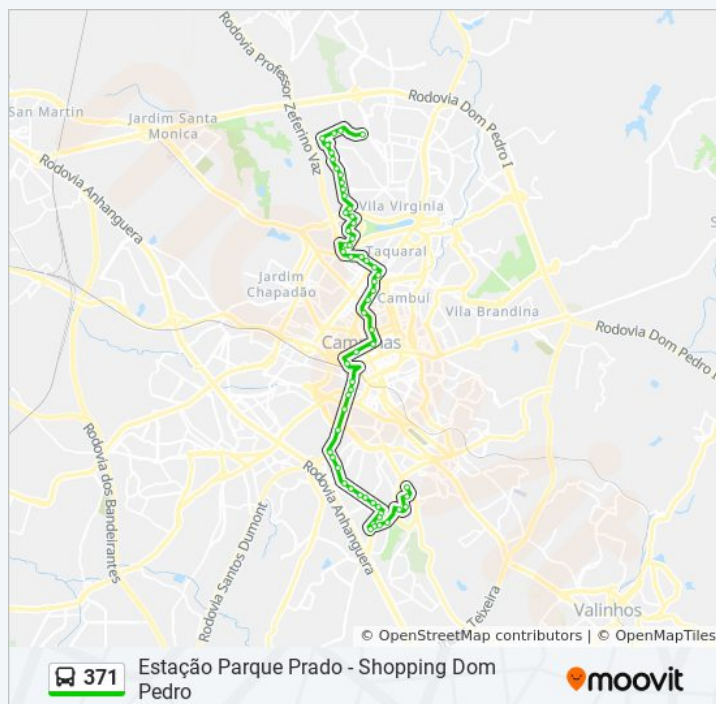 Rodovia Professor Zeferino Vaz
San Martin
Jardim Santa
Monica
Rodovia Dom Pedro I
Rodovia Anhanguera
Vila Virginia
Taquaral
Jardim
Chapadão
Cambuí
Vila Brandina
Campinas
Rodovia Dom Pedro I
Rodovia dos Bandeirantes
Rodovia Anhanguera
Rodovia Santos Dumont
Teixeira
Valinhos
© OpenStreetMap contributors | © OpenMapTiles
371
Estação Parque Prado - Shopping Dom
Pedro
moovit